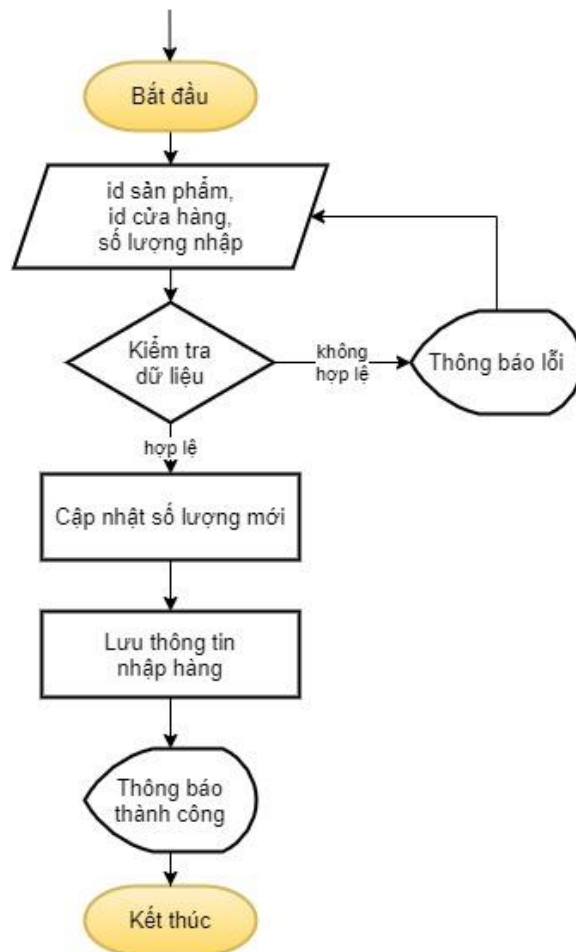 Bắt đầu
id sản phẩm,
id cửa hàng,
số lượng nhập
Kiểm tra
dữ liệu
không
hợp lệ
Thông báo lỗi
hợp lệ
Cập nhật số lượng mới
Lưu thông tin
nhập hàng
Thông báo
thành công
Kết thúc